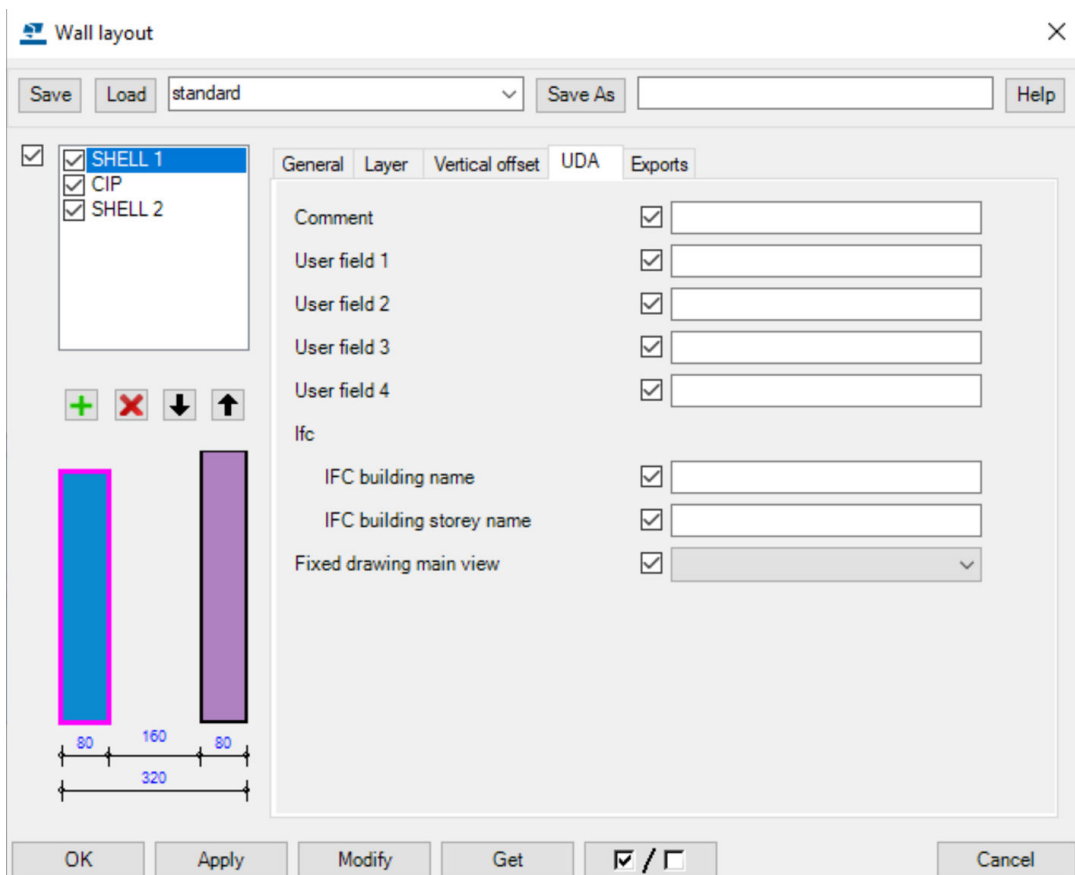 Wall layout
Save Load standard Save As Help
SHELL 1
CIP
SHELL 2
General Layer Vertical offset UDA Exports
Comment
User field 1
User field 2
User field 3
User field 4
Ifc
IFC building name
IFC building storey name
Fixed drawing main view
80 160 80
320
OK Apply Modify Get / Cancel